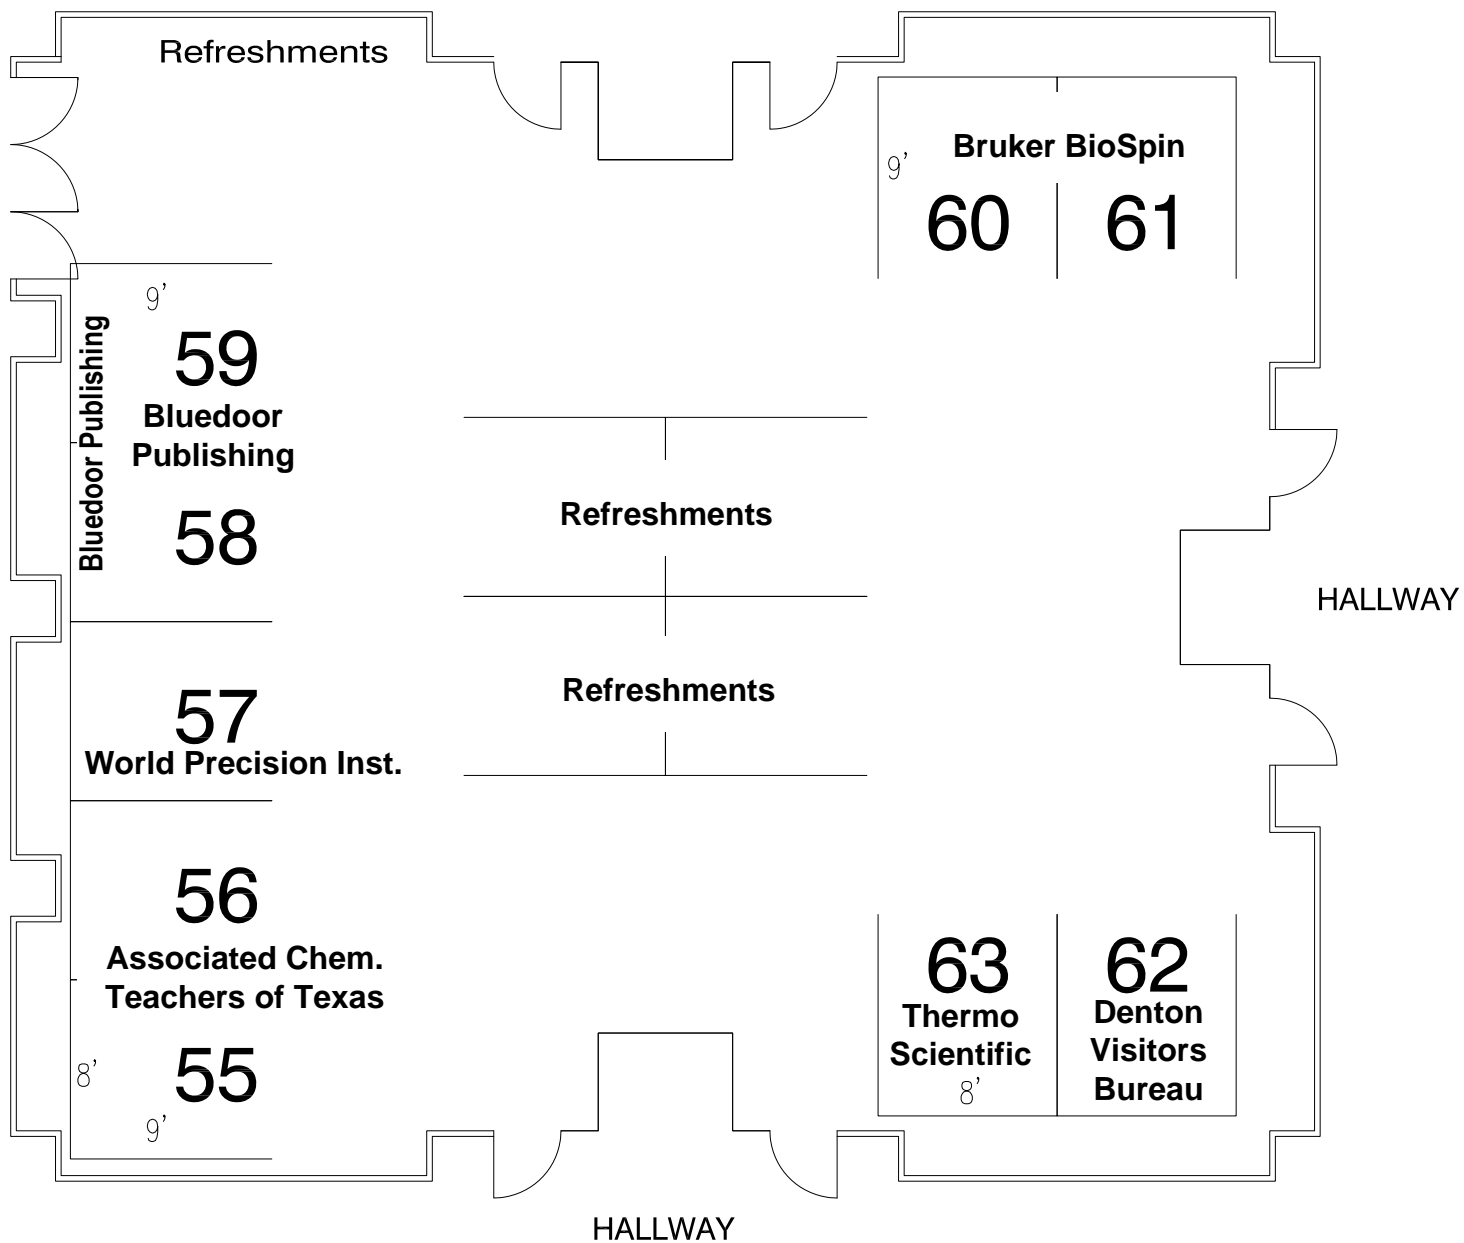 Refreshments
Bruker BioSpin
9'
60
61
9'
59
Bluedoor
Publishing
Bluedoor Publishing
58
Refreshments
HALLWAY
57
World Precision Inst.
Refreshments
56
Associated Chem.
Teachers of Texas
8'
55
9'
63
Thermo
Scientific
8'
62
Denton
Visitors
Bureau
HALLWAY